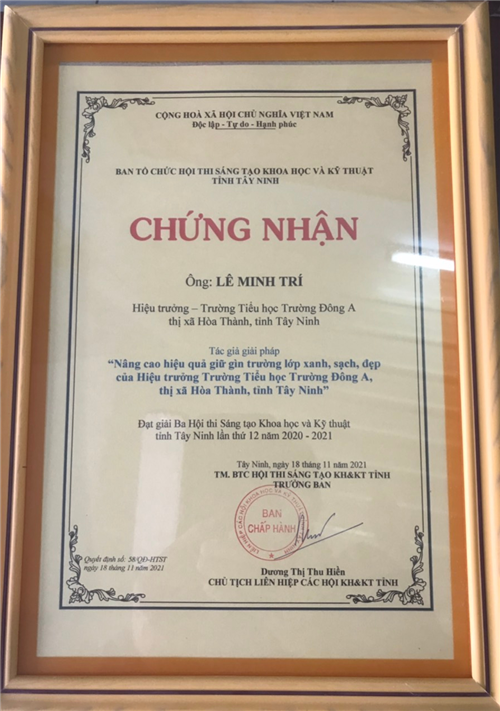 CỘNG HOÀ XÃ HỘI CHỦ NGHĨA VIỆT NAM
Độc lập - Tự do - Hạnh phúc
BAN TỔ CHỨC HỘI THI SÁNG TẠO KHOA HỌC VÀ KỸ THUẬT
TỈNH TÂY NINH
CHỨNG NHẬN
Ông: LÊ MINH TRÍ
Hiệu trưởng – Trường Tiểu học Trường Đông A
thị xã Hòa Thành, tỉnh Tây Ninh
Tác giả giải pháp
“Nâng cao hiệu quả giữ gìn trường lớp xanh, sạch, đẹp
của Hiệu trưởng Trường Tiểu học Trường Đông A,
thị xã Hòa Thành, tỉnh Tây Ninh”
Đạt giải Ba Hội thi Sáng tạo Khoa học và Kỹ thuật
tỉnh Tây Ninh lần thứ 12 năm 2020 - 2021
Tây Ninh, ngày 18 tháng 11 năm 2021
TM. BTC HỘI THI SÁNG TẠO KH&KT TỈNH
TRƯỞNG BAN
BAN
CHẤP HÀNH
Quyết định số: 58/QĐ-HTST
ngày 18 tháng 11 năm 2021
Dương Thị Thu Hiền
CHỦ TỊCH LIÊN HIỆP CÁC HỘI KH&KT TỈNH